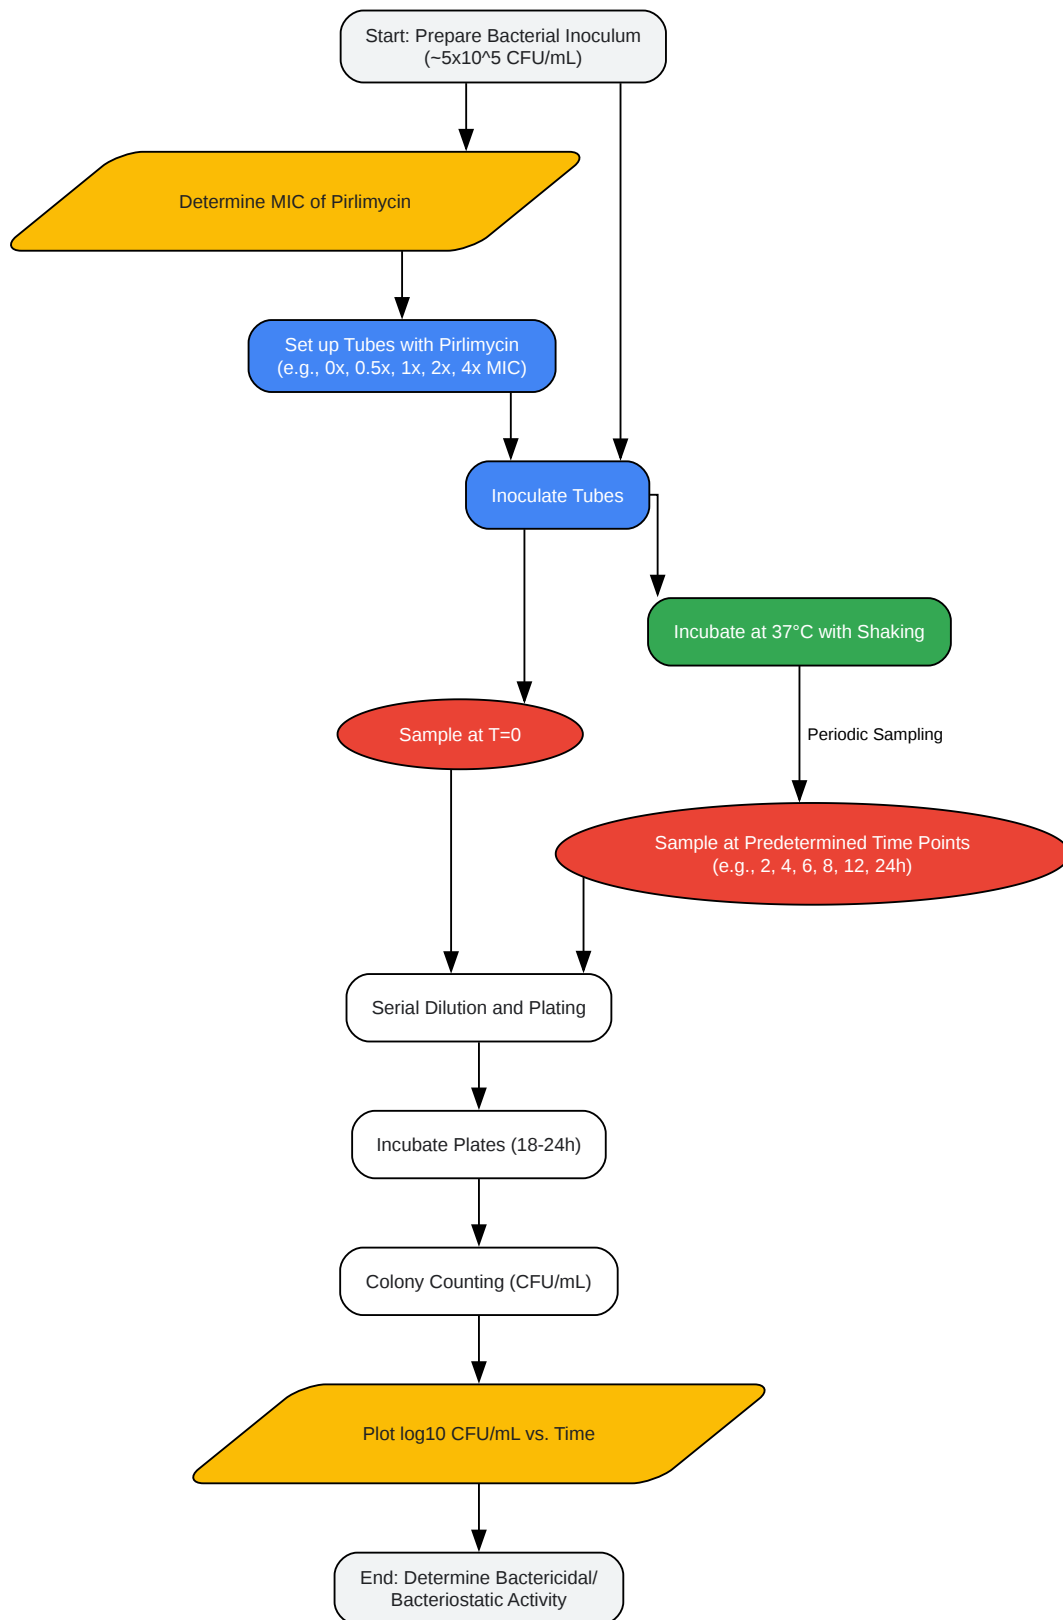 Start: Prepare Bacterial Inoculum
(~5x10^5 CFU/mL)
Determine MIC of Pirlimycin
Set up Tubes with Pirlimycin
(e.g., 0x, 0.5x, 1x, 2x, 4x MIC)
Inoculate Tubes
Incubate at 37°C with Shaking
Sample at T=0
Periodic Sampling
Sample at Predetermined Time Points
(e.g., 2, 4, 6, 8, 12, 24h)
Serial Dilution and Plating
Incubate Plates (18-24h)
Colony Counting (CFU/mL)
Plot log10 CFU/mL vs. Time
End: Determine Bactericidal/
Bacteriostatic Activity